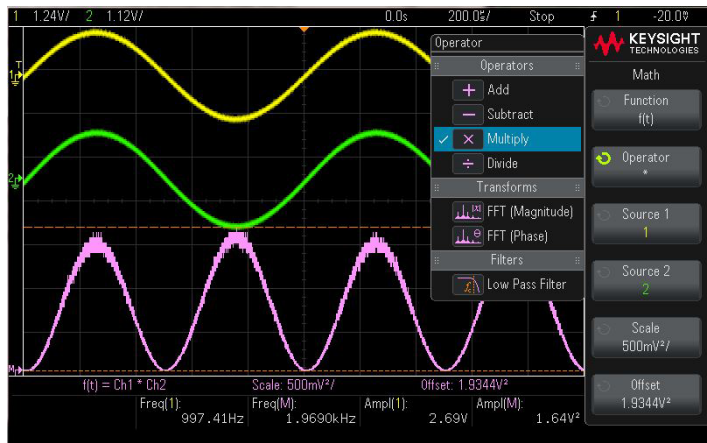 1 1.24V/ 2 1.12V/ 0.0s 200.0µ/ Stop 1 -20.0
KEYSIGHT
TECHNOLOGIES
Math
Function
f(t)
Operator
*
Source 1
1
Source 2
2
Scale
500mV²/
Offset
1.9344V²
Operator
Operators
+ Add
− Subtract
✓ × Multiply
÷ Divide
Transforms
FFT (Magnitude)
FFT (Phase)
Filters
Low Pass Filter
T
1
2
M
f(t) = Ch1 * Ch2 Scale: 500mV²/ Offset: 1.9344V²
Freq(1): Freq(M): Ampl(1): Ampl(M):
997.41Hz 1.9690kHz 2.69V 1.64V²